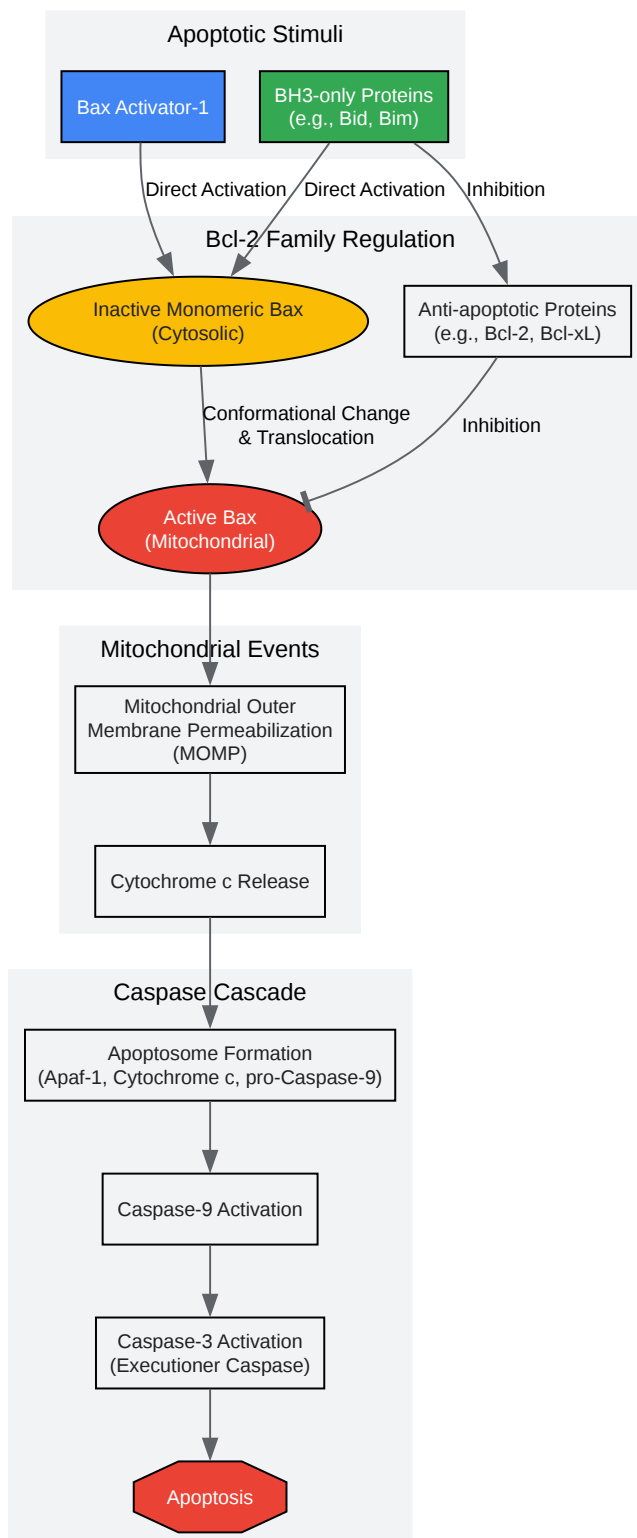 Apoptotic Stimuli
Bax Activator-1
BH3-only Proteins
(e.g., Bid, Bim)
Direct Activation
Direct Activation
Inhibition
Bcl-2 Family Regulation
Inactive Monomeric Bax
(Cytosolic)
Anti-apoptotic Proteins
(e.g., Bcl-2, Bcl-xL)
Conformational Change
& Translocation
Inhibition
Active Bax
(Mitochondrial)
Mitochondrial Events
Mitochondrial Outer
Membrane Permeabilization
(MOMP)
Cytochrome c Release
Caspase Cascade
Apoptosome Formation
(Apaf-1, Cytochrome c, pro-Caspase-9)
Caspase-9 Activation
Caspase-3 Activation
(Executioner Caspase)
Apoptosis